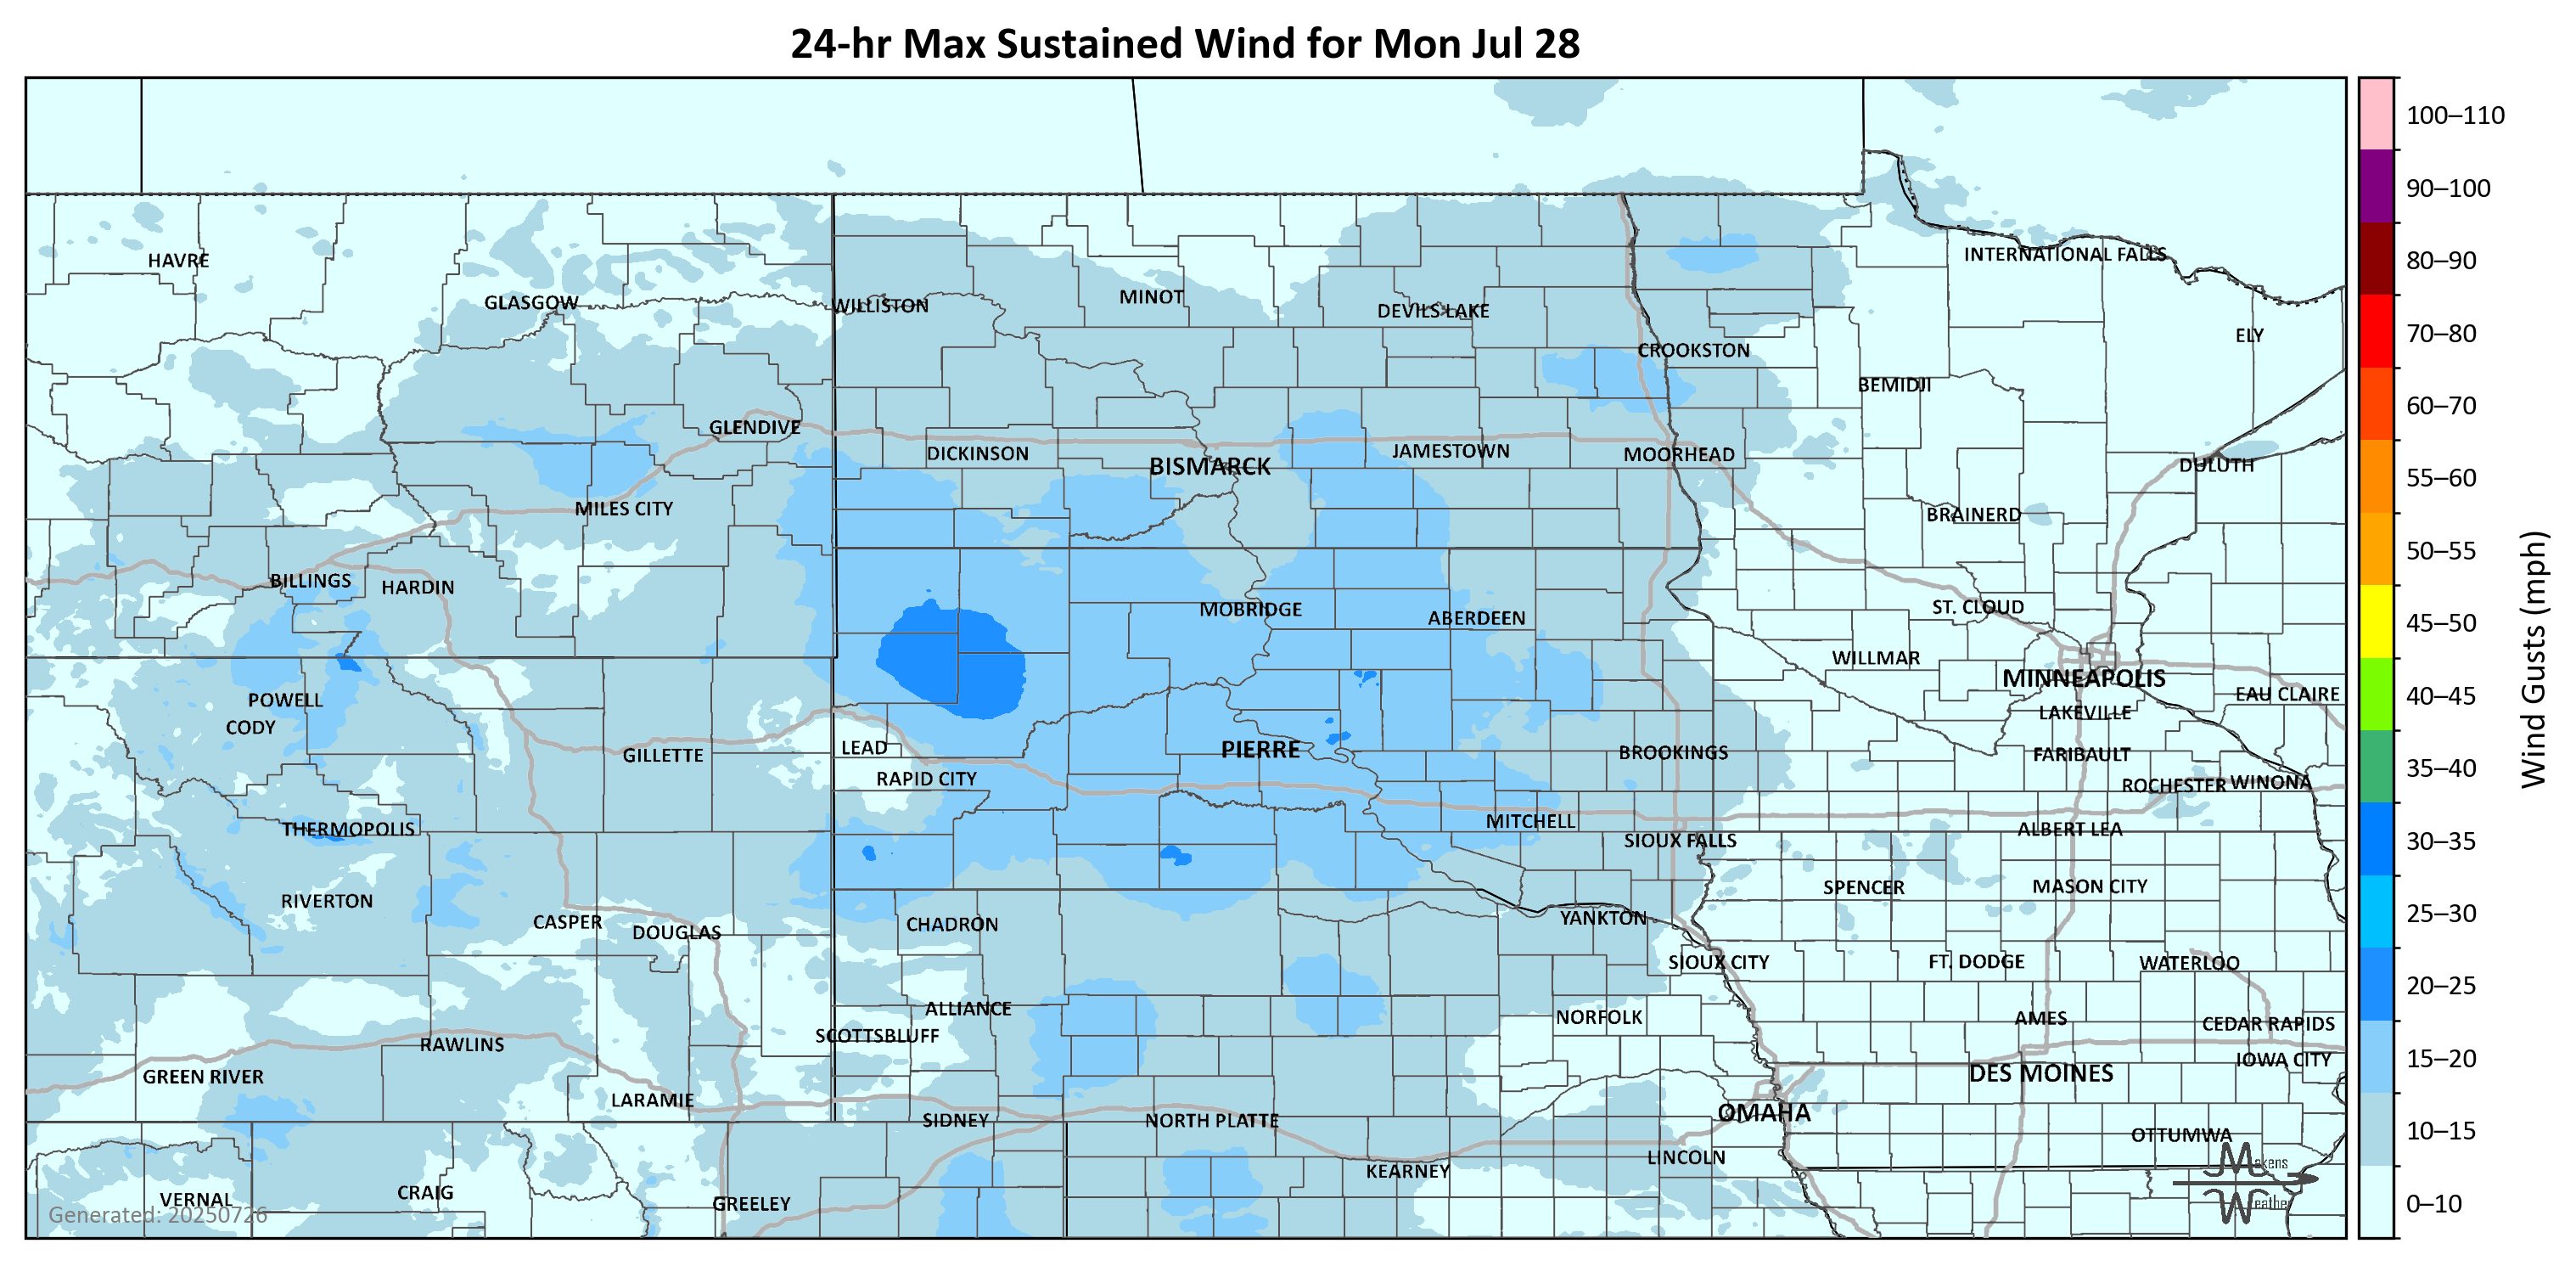 24-hr Max Sustained Wind for Mon Jul 28
100–110
90–100
80–90
70–80
60–70
55–60
50–55
45–50
40–45
35–40
30–35
25–30
20–25
15–20
10–15
0–10
Wind Gusts (mph)
HAVRE
INTERNATIONAL FALLS
GLASGOW
WILLISTON
MINOT
DEVILS LAKE
ELY
CROOKSTON
BEMIDJI
GLENDIVE
DICKINSON
BISMARCK
JAMESTOWN
MOORHEAD
DULUTH
MILES CITY
BRAINERD
BILLINGS
HARDIN
MOBRIDGE
ABERDEEN
ST. CLOUD
WILLMAR
MINNEAPOLIS
EAU CLAIRE
POWELL
CODY
LAKEVILLE
GILLETTE
LEAD
PIERRE
BROOKINGS
FARIBAULT
RAPID CITY
ROCHESTER
WINONA
THERMOPOLIS
MITCHELL
SIOUX FALLS
ALBERT LEA
RIVERTON
SPENCER
MASON CITY
CASPER
DOUGLAS
CHADRON
YANKTON
SIOUX CITY
FT. DODGE
WATERLOO
ALLIANCE
SCOTTSBLUFF
NORFOLK
AMES
CEDAR RAPIDS
RAWLINS
IOWA CITY
GREEN RIVER
DES MOINES
LARAMIE
SIDNEY
NORTH PLATTE
OMAHA
OTTUMWA
KEARNEY
LINCOLN
VERNAL
CRAIG
GREELEY
Generated: 20250726
Makens
Weather